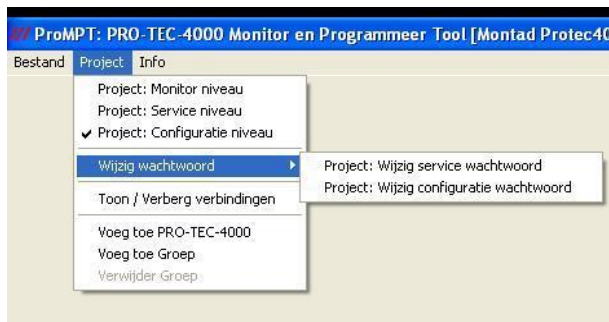 ProMPT: PRO-TEC-4000 Monitor en Programmeer Tool [Montad Protec40
Bestand Project Info
Project: Monitor niveau
Project: Service niveau
✔ Project: Configuratie niveau
Wijzig wachtwoord
Project: Wijzig service wachtwoord
Project: Wijzig configuratie wachtwoord
Toon / Verberg verbindingen
Voeg toe PRO-TEC-4000
Voeg toe Groep
Verwijder Groep